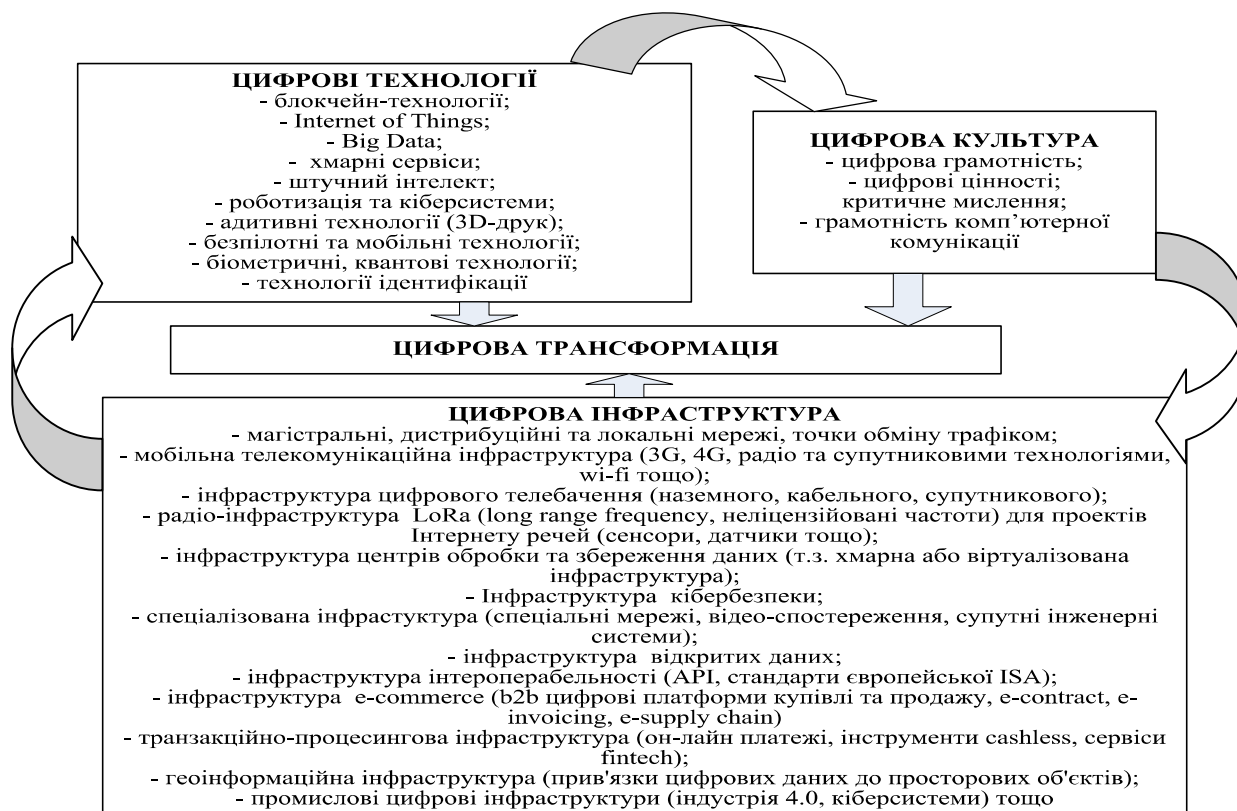 ЦИФРОВІ ТЕХНОЛОГІЇ
- блокчейн-технології;
- Internet of Things;
- Big Data;
- хмарні сервіси;
- штучний інтелект;
- роботизація та кіберсистеми;
- адитивні технології (3D-друк);
- безпілотні та мобільні технології;
- біометричні, квантові технології;
- технології ідентифікації
ЦИФРОВА КУЛЬТУРА
- цифрова грамотність;
- цифрові цінності;
критичне мислення;
- грамотність комп’ютерної
комунікації
ЦИФРОВА ТРАНСФОРМАЦІЯ
ЦИФРОВА ІНФРАСТРУКТУРА
- магістральні, дистрибуційні та локальні мережі, точки обміну трафіком;
- мобільна телекомунікаційна інфраструктура (3G, 4G, радіо та супутниковими технологіями,
wi-fi тощо);
- інфраструктура цифрового телебачення (наземного, кабельного, супутникового);
- радіо-інфраструктура LoRa (long range frequency, неліцензійовані частоти) для проектів
Інтернету речей (сенсори, датчики тощо);
- інфраструктура центрів обробки та збереження даних (т.з. хмарна або віртуалізована
інфраструктура);
- Інфраструктура кібербезпеки;
- спеціалізована інфрастуктура (спеціальні мережі, відео-спостереження, супутні інженерні
системи);
- інфраструктура відкритих даних;
- інфраструктура інтероперабельності (API, стандарти європейської ISA);
- інфраструктура e-commerce (b2b цифрові платформи купівлі та продажу, e-contract, e-
invoicing, e-supply chain)
- транзакційно-процесингова інфраструктура (он-лайн платежі, інструменти cashless, сервіси
fintech);
- геоінформаційна інфраструктура (прив'язки цифрових даних до просторових об'єктів);
- промислові цифрові інфраструктури (індустрія 4.0, кіберсистеми) тощо